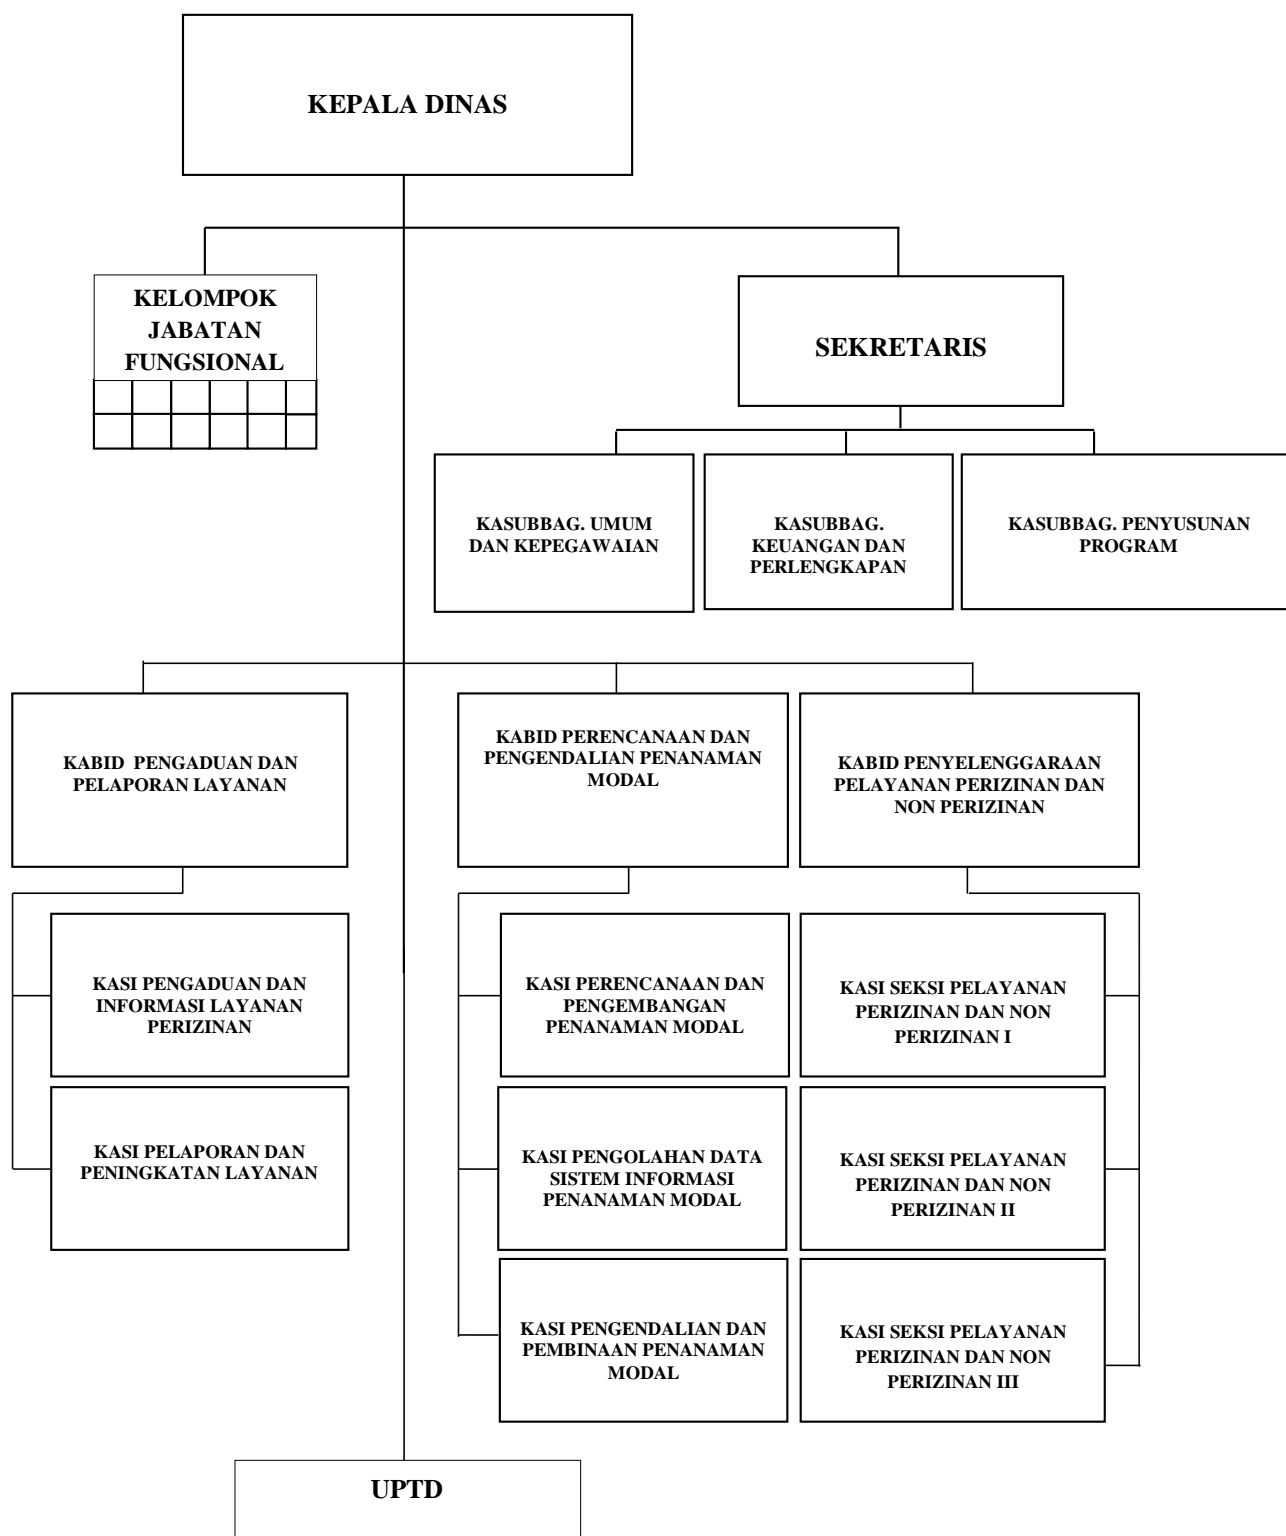 KEPALA DINAS
KELOMPOK
JABATAN
FUNGSIONAL
SEKRETARIS
KASUBBAG. UMUM
DAN KEPEGAWAIAN
KASUBBAG.
KEUANGAN DAN
PERLENGKAPAN
KASUBBAG. PENYUSUNAN
PROGRAM
KABID PENGADUAN DAN
PELAPORAN LAYANAN
KABID PERENCANAAN DAN
PENGENDALIAN PENANAMAN
MODAL
KABID PENYELENGGARAAN
PELAYANAN PERIZINAN DAN
NON PERIZINAN
KASI PENGADUAN DAN
INFORMASI LAYANAN
PERIZINAN
KASI PELAPORAN DAN
PENINGKATAN LAYANAN
KASI PERENCANAAN DAN
PENGEMBANGAN
PENANAMAN MODAL
KASI PENGOLAHAN DATA
SISTEM INFORMASI
PENANAMAN MODAL
KASI PENGENDALIAN DAN
PEMBINAAN PENANAMAN
MODAL
KASI SEKSI PELAYANAN
PERIZINAN DAN NON
PERIZINAN I
KASI SEKSI PELAYANAN
PERIZINAN DAN NON
PERIZINAN II
KASI SEKSI PELAYANAN
PERIZINAN DAN NON
PERIZINAN III
UPTD